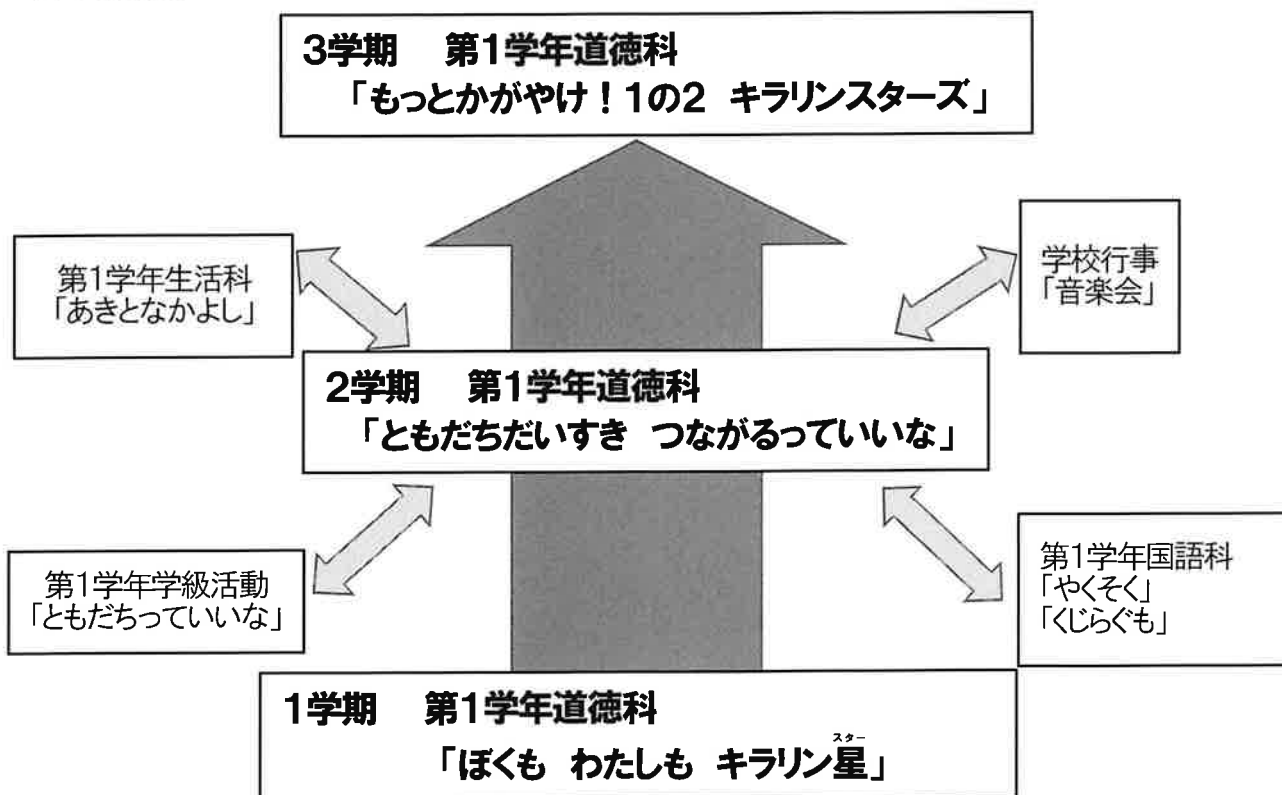 3学期　第1学年道徳科
「もっとかがやけ！1の2　キラリンスターズ」
第1学年生活科
「あきとなかよし」
学校行事
「音楽会」
2学期　第1学年道徳科
「ともだちだいすき　つながるっていいな」
第1学年学級活動
「ともだちっていいな」
第1学年国語科
「やくそく」
「くじらぐも」
1学期　第1学年道徳科
スター
「ぼくも　わたしも　キラリン星」